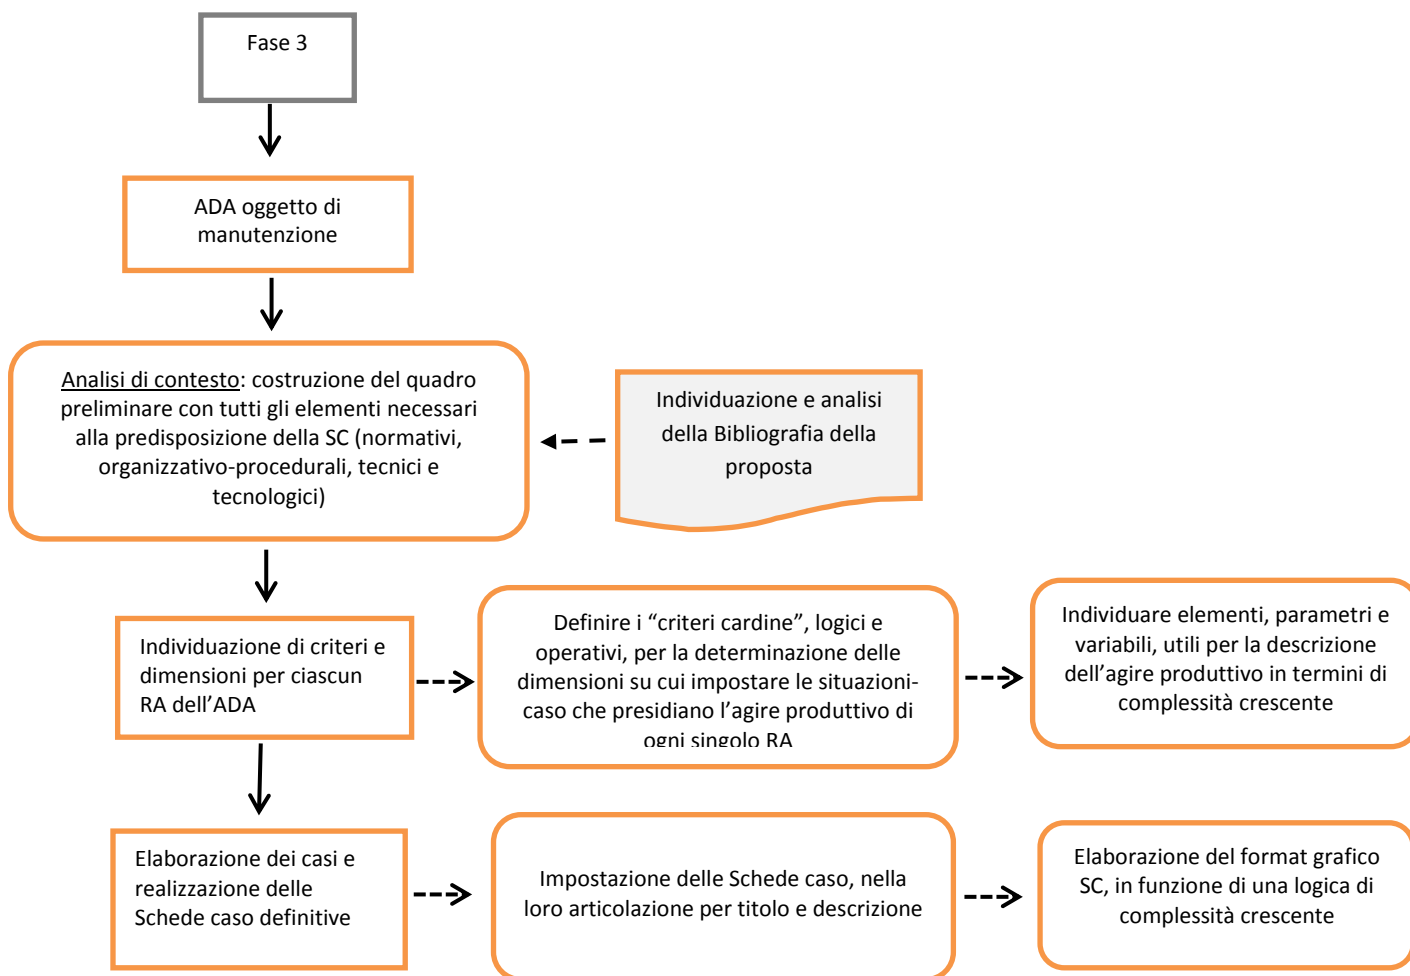 Fase 3
ADA oggetto di
manutenzione
Analisi di contesto: costruzione del quadro
preliminare con tutti gli elementi necessari
alla predisposizione della SC (normativi,
organizzativo-procedurali, tecnici e
tecnologici)
Individuazione e analisi
della Bibliografia della
proposta
Individuazione di criteri e
dimensioni per ciascun
RA dell’ADA
Definire i “criteri cardine”, logici e
operativi, per la determinazione delle
dimensioni su cui impostare le situazioni-
caso che presidiano l’agire produttivo di
ogni singolo RA
Individuare elementi, parametri e
variabili, utili per la descrizione
dell’agire produttivo in termini di
complessità crescente
Elaborazione dei casi e
realizzazione delle
Schede caso definitive
Impostazione delle Schede caso, nella
loro articolazione per titolo e descrizione
Elaborazione del format grafico
SC, in funzione di una logica di
complessità crescente